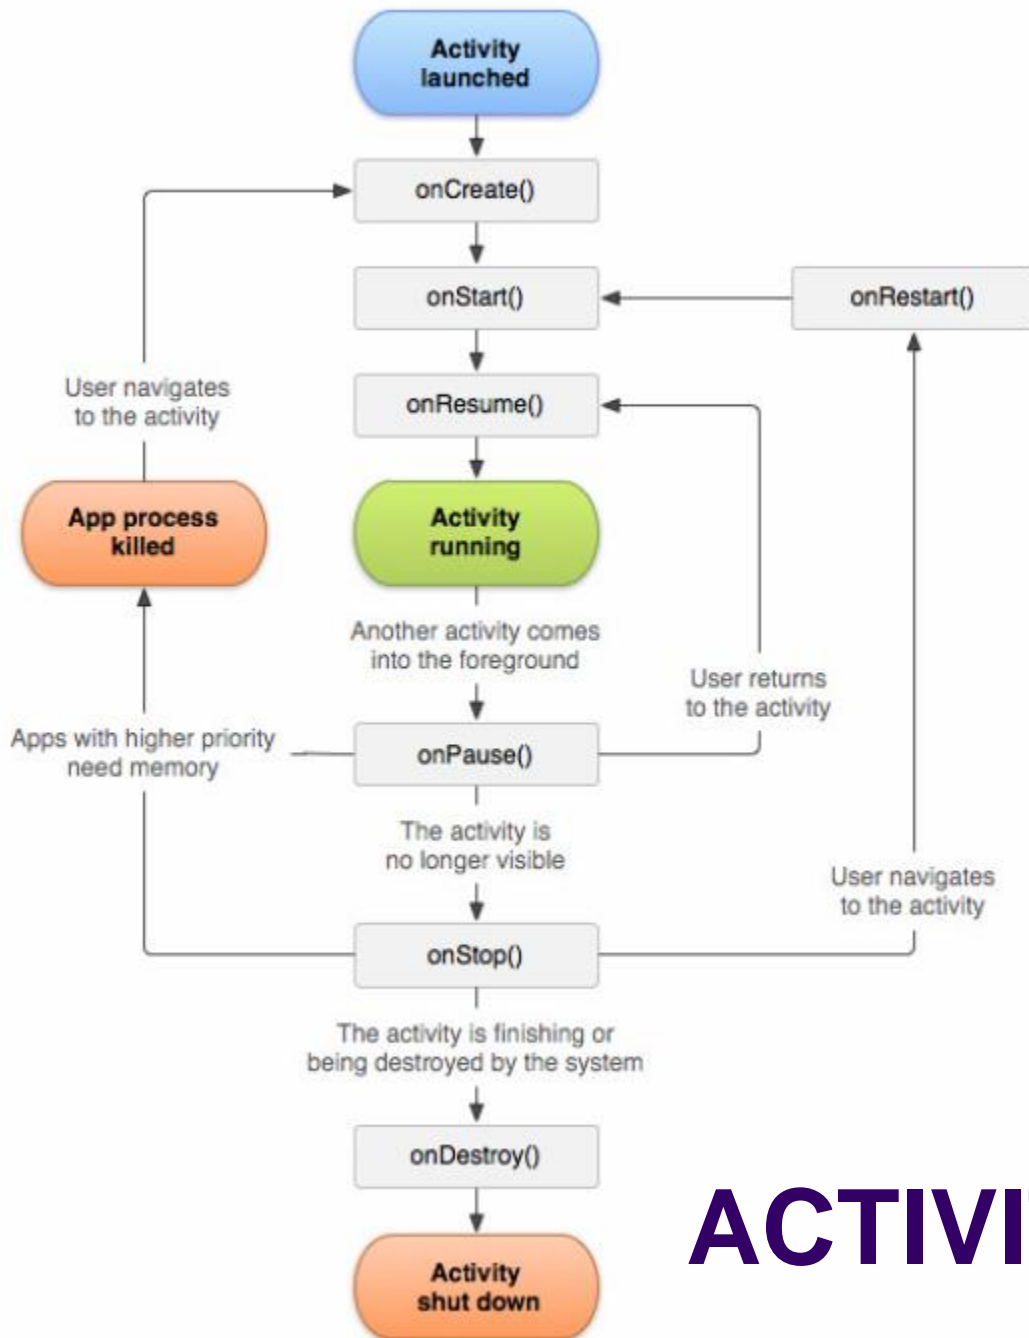 Activity
launched
onCreate()
onStart()
onRestart()
User navigates
to the activity
onResume()
App process
killed
Activity
running
Another activity comes
into the foreground
User returns
to the activity
Apps with higher priority
need memory
onPause()
The activity is
no longer visible
User navigates
to the activity
onStop()
The activity is finishing or
being destroyed by the system
onDestroy()
ACTIVI
Activity
shut down